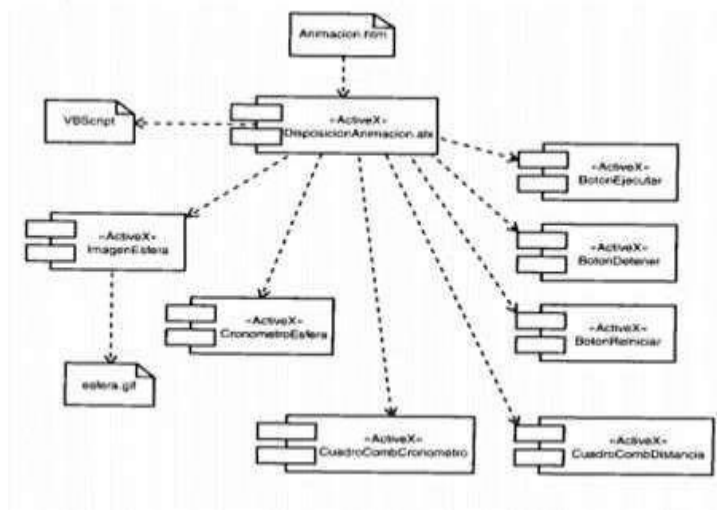 Animacion.htm
«ActiveX»
DisposicionAnimacion.alx
VBScript
«ActiveX»
BotonEjecutar
«ActiveX»
ImagenEsfera
«ActiveX»
BotonDetener
«ActiveX»
CronometroEsfera
«ActiveX»
BotonReiniciar
esfera.gif
«ActiveX»
CuadroCombCronometro
«ActiveX»
CuadroCombDistancia